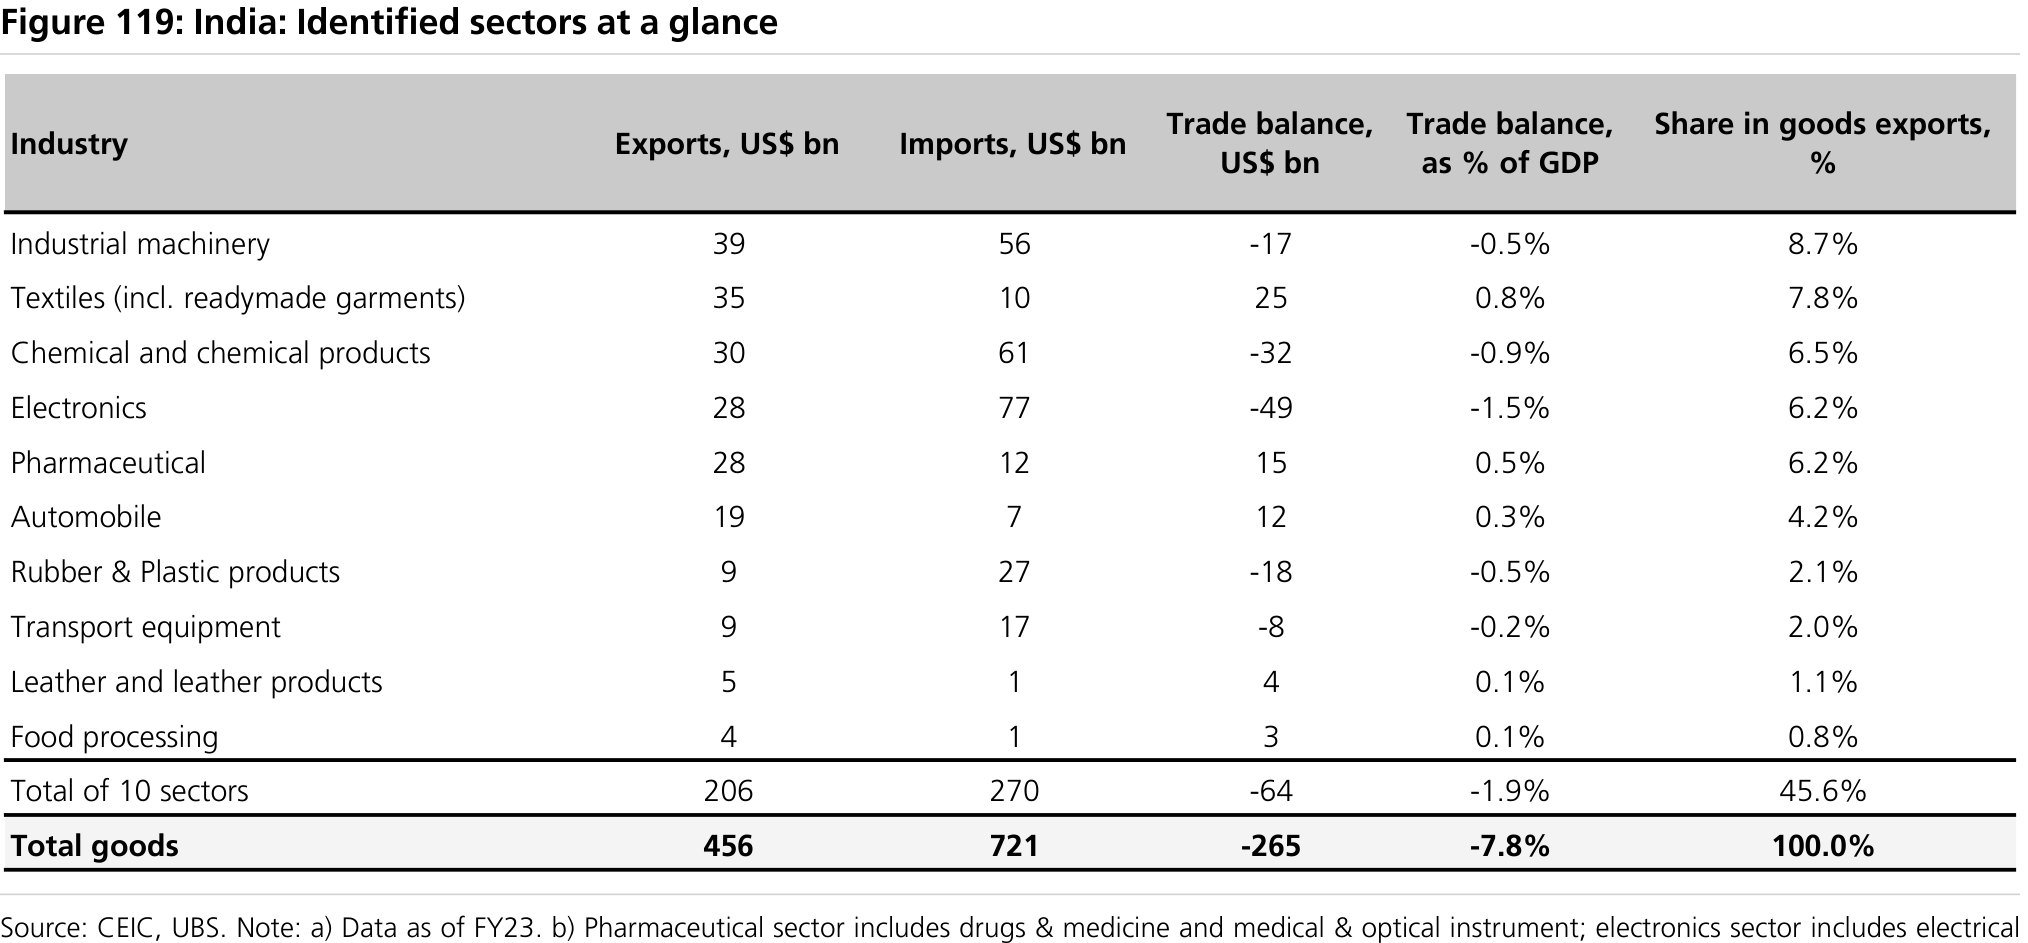 Figure 119: India: Identified sectors at a glance
Industry Exports, US$ bn Imports, US$ bn Trade balance, US$ bn Trade balance, as % of GDP Share in goods exports, %
Industrial machinery 39 56 -17 -0.5% 8.7%
Textiles (incl. readymade garments) 35 10 25 0.8% 7.8%
Chemical and chemical products 30 61 -32 -0.9% 6.5%
Electronics 28 77 -49 -1.5% 6.2%
Pharmaceutical 28 12 15 0.5% 6.2%
Automobile 19 7 12 0.3% 4.2%
Rubber & Plastic products 9 27 -18 -0.5% 2.1%
Transport equipment 9 17 -8 -0.2% 2.0%
Leather and leather products 5 1 4 0.1% 1.1%
Food processing 4 1 3 0.1% 0.8%
Total of 10 sectors 206 270 -64 -1.9% 45.6%
Total goods 456 721 -265 -7.8% 100.0%
Source: CEIC, UBS. Note: a) Data as of FY23. b) Pharmaceutical sector includes drugs & medicine and medical & optical instrument; electronics sector includes electrical